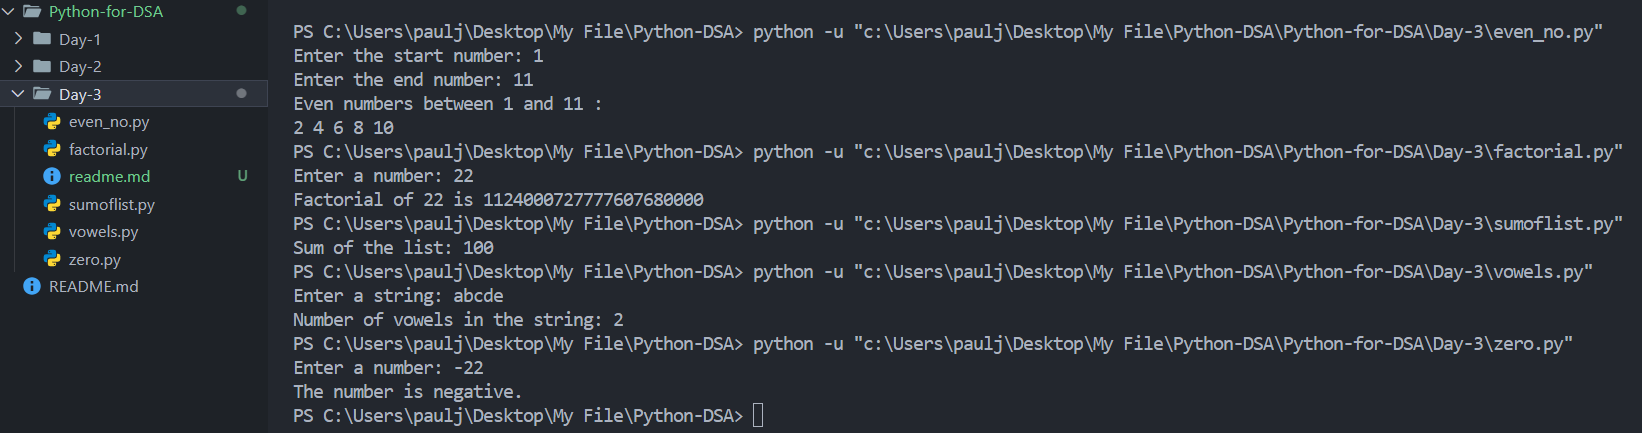 Python-for-DSA
Day-1
Day-2
Day-3
even_no.py
factorial.py
readme.md U
sumoflist.py
vowels.py
zero.py
README.md
PS C:\Users\paulj\Desktop\My File\Python-DSA> python -u "c:\Users\paulj\Desktop\My File\Python-DSA\Python-for-DSA\Day-3\even_no.py"
Enter the start number: 1
Enter the end number: 11
Even numbers between 1 and 11 :
2 4 6 8 10
PS C:\Users\paulj\Desktop\My File\Python-DSA> python -u "c:\Users\paulj\Desktop\My File\Python-DSA\Python-for-DSA\Day-3\factorial.py"
Enter a number: 22
Factorial of 22 is 1124000727777607680000
PS C:\Users\paulj\Desktop\My File\Python-DSA> python -u "c:\Users\paulj\Desktop\My File\Python-DSA\Python-for-DSA\Day-3\sumoflist.py"
Sum of the list: 100
PS C:\Users\paulj\Desktop\My File\Python-DSA> python -u "c:\Users\paulj\Desktop\My File\Python-DSA\Python-for-DSA\Day-3\vowels.py"
Enter a string: abcde
Number of vowels in the string: 2
PS C:\Users\paulj\Desktop\My File\Python-DSA> python -u "c:\Users\paulj\Desktop\My File\Python-DSA\Python-for-DSA\Day-3\zero.py"
Enter a number: -22
The number is negative.
PS C:\Users\paulj\Desktop\My File\Python-DSA>